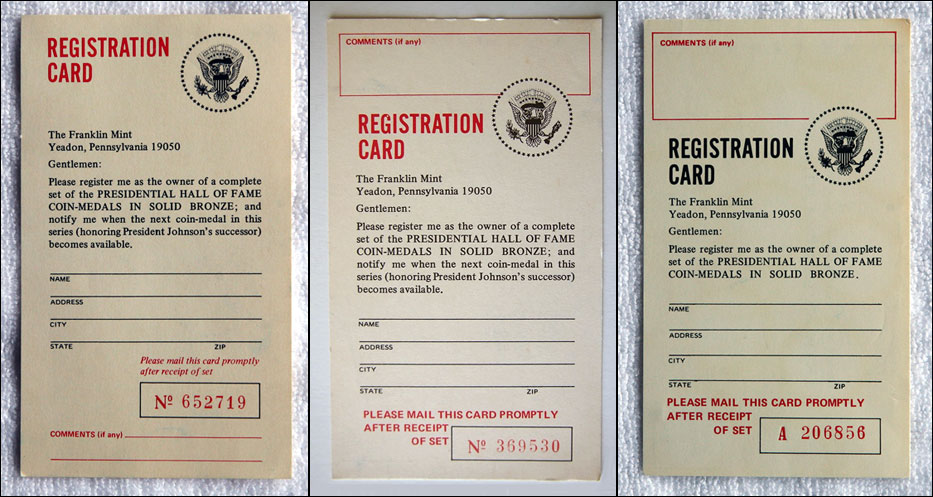 REGISTRATION
CARD
The Franklin Mint
Yeadon, Pennsylvania 19050
Gentlemen:
Please register me as the owner of a complete
set of the PRESIDENTIAL HALL OF FAME
COIN-MEDALS IN SOLID BRONZE; and
notify me when the next coin-medal in this
series (honoring President Johnson's successor)
becomes available.
NAME
ADDRESS
CITY
STATE ZIP
Please mail this card promptly
after receipt of set
Nº 652719
COMMENTS (if any)
COMMENTS (if any)
REGISTRATION
CARD
The Franklin Mint
Yeadon, Pennsylvania 19050
Gentlemen:
Please register me as the owner of a complete
set of the PRESIDENTIAL HALL OF FAME
COIN-MEDALS IN SOLID BRONZE; and
notify me when the next coin-medal in this
series (honoring President Johnson's successor)
becomes available.
NAME
ADDRESS
CITY
STATE ZIP
PLEASE MAIL THIS CARD PROMPTLY
AFTER RECEIPT
OF SET
Nº 369530
COMMENTS (if any)
REGISTRATION
CARD
The Franklin Mint
Yeadon, Pennsylvania 19050
Gentlemen:
Please register me as the owner of a complete
set of the PRESIDENTIAL HALL OF FAME
COIN-MEDALS IN SOLID BRONZE.
NAME
ADDRESS
CITY
STATE ZIP
PLEASE MAIL THIS CARD PROMPTLY
AFTER RECEIPT
OF SET
A 206856